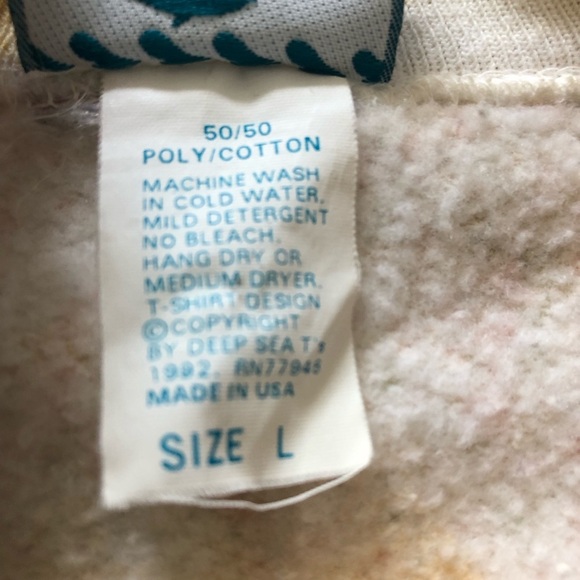 50/50
POLY/COTTON
MACHINE WASH
IN COLD WATER,
MILD DETERGENT
NO BLEACH.
HANG DRY OR
MEDIUM DRYER.
T-SHIRT DESIGN
©COPYRIGHT
BY DEEP SEA T's
1992 RN77945
MADE IN USA
SIZE L